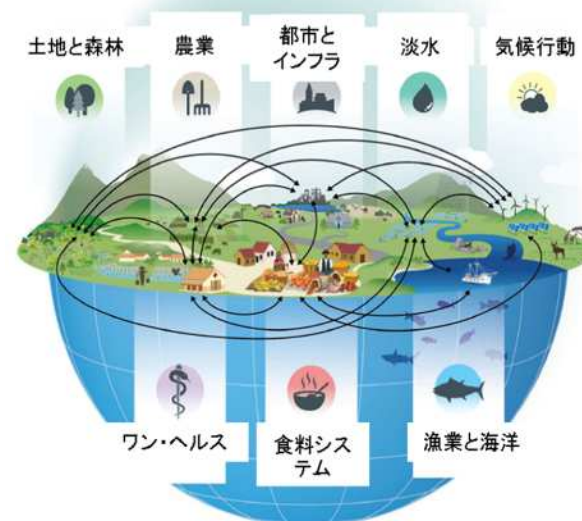 土地と森林
農業
都市と
インフラ
淡水
気候行動
ワン・ヘルス
食料シス
テム
漁業と海洋